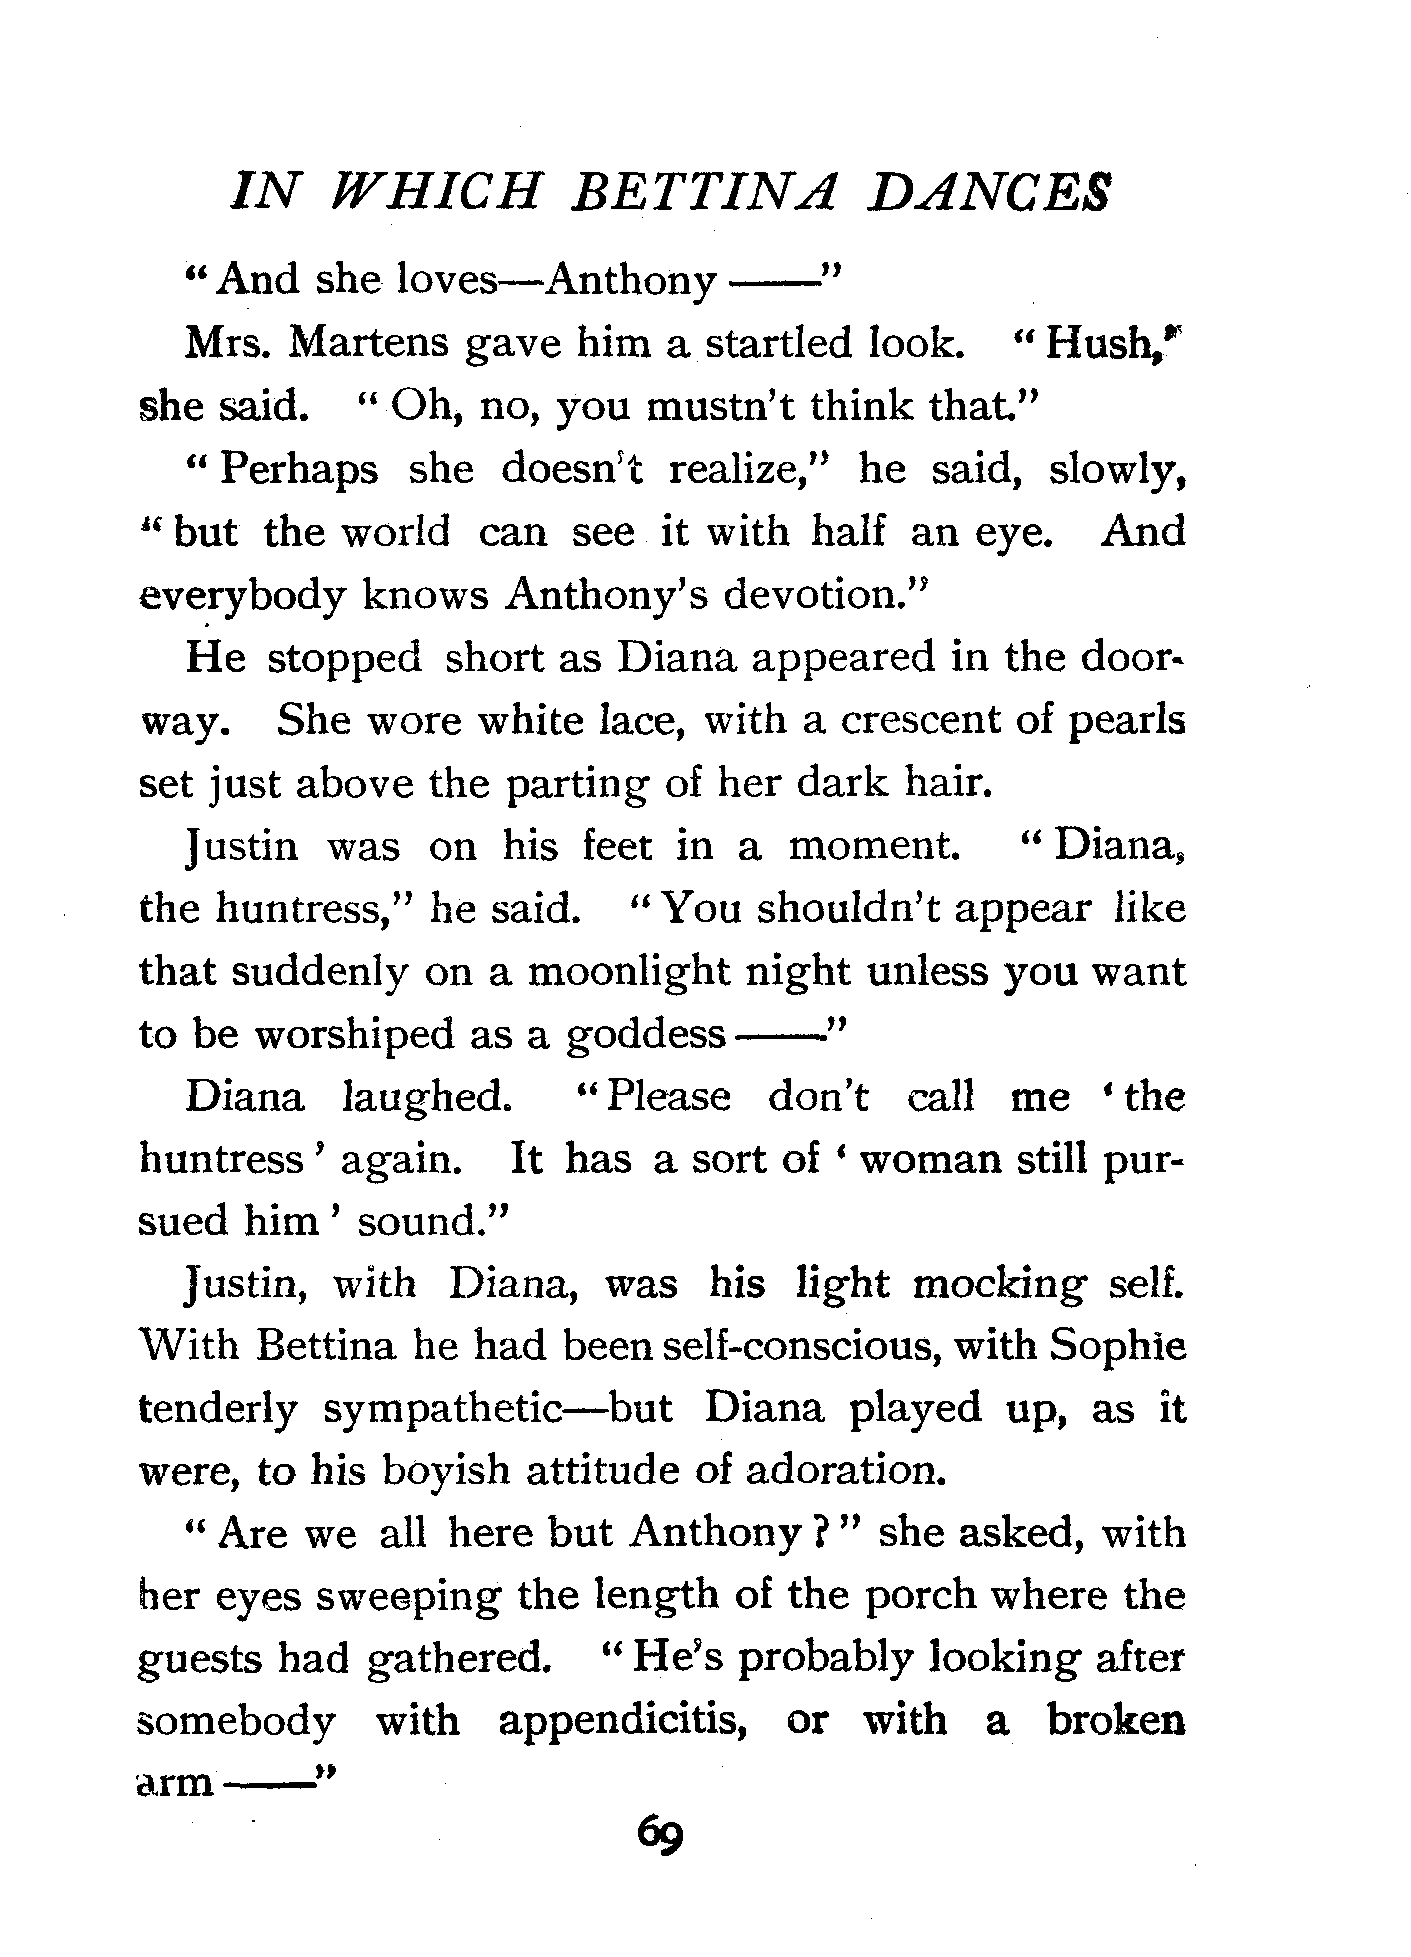 IN WHICH BETTINA DANCES
“ And she loves—Anthony ——”
Mrs. Martens gave him a startled look. “ Hush,”
she said. “ Oh, no, you mustn't think that.”
“ Perhaps she doesn't realize,” he said, slowly,
“ but the world can see it with half an eye. And
everybody knows Anthony's devotion.”
He stopped short as Diana appeared in the door-
way. She wore white lace, with a crescent of pearls
set just above the parting of her dark hair.
Justin was on his feet in a moment. “ Diana,
the huntress,” he said. “ You shouldn't appear like
that suddenly on a moonlight night unless you want
to be worshiped as a goddess ——.”
Diana laughed. “ Please don't call me ‘ the
huntress ’ again. It has a sort of ‘ woman still pur-
sued him ’ sound.”
Justin, with Diana, was his light mocking self.
With Bettina he had been self-conscious, with Sophie
tenderly sympathetic—but Diana played up, as it
were, to his boyish attitude of adoration.
“ Are we all here but Anthony ? ” she asked, with
her eyes sweeping the length of the porch where the
guests had gathered. “ He's probably looking after
somebody with appendicitis, or with a broken
arm ——”
69